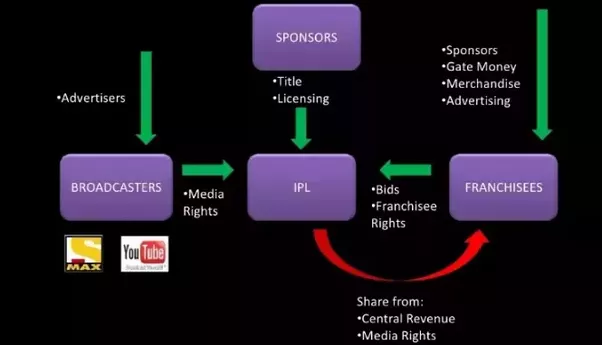 SPONSORS
•Sponsors
•Gate Money
•Merchandise
•Advertising
•Title
•Licensing
•Advertisers
BROADCASTERS
•Media
Rights
IPL
•Bids
•Franchisee
Rights
FRANCHISEES
S
MAX
YouTube
Share from:
•Central Revenue
•Media Rights